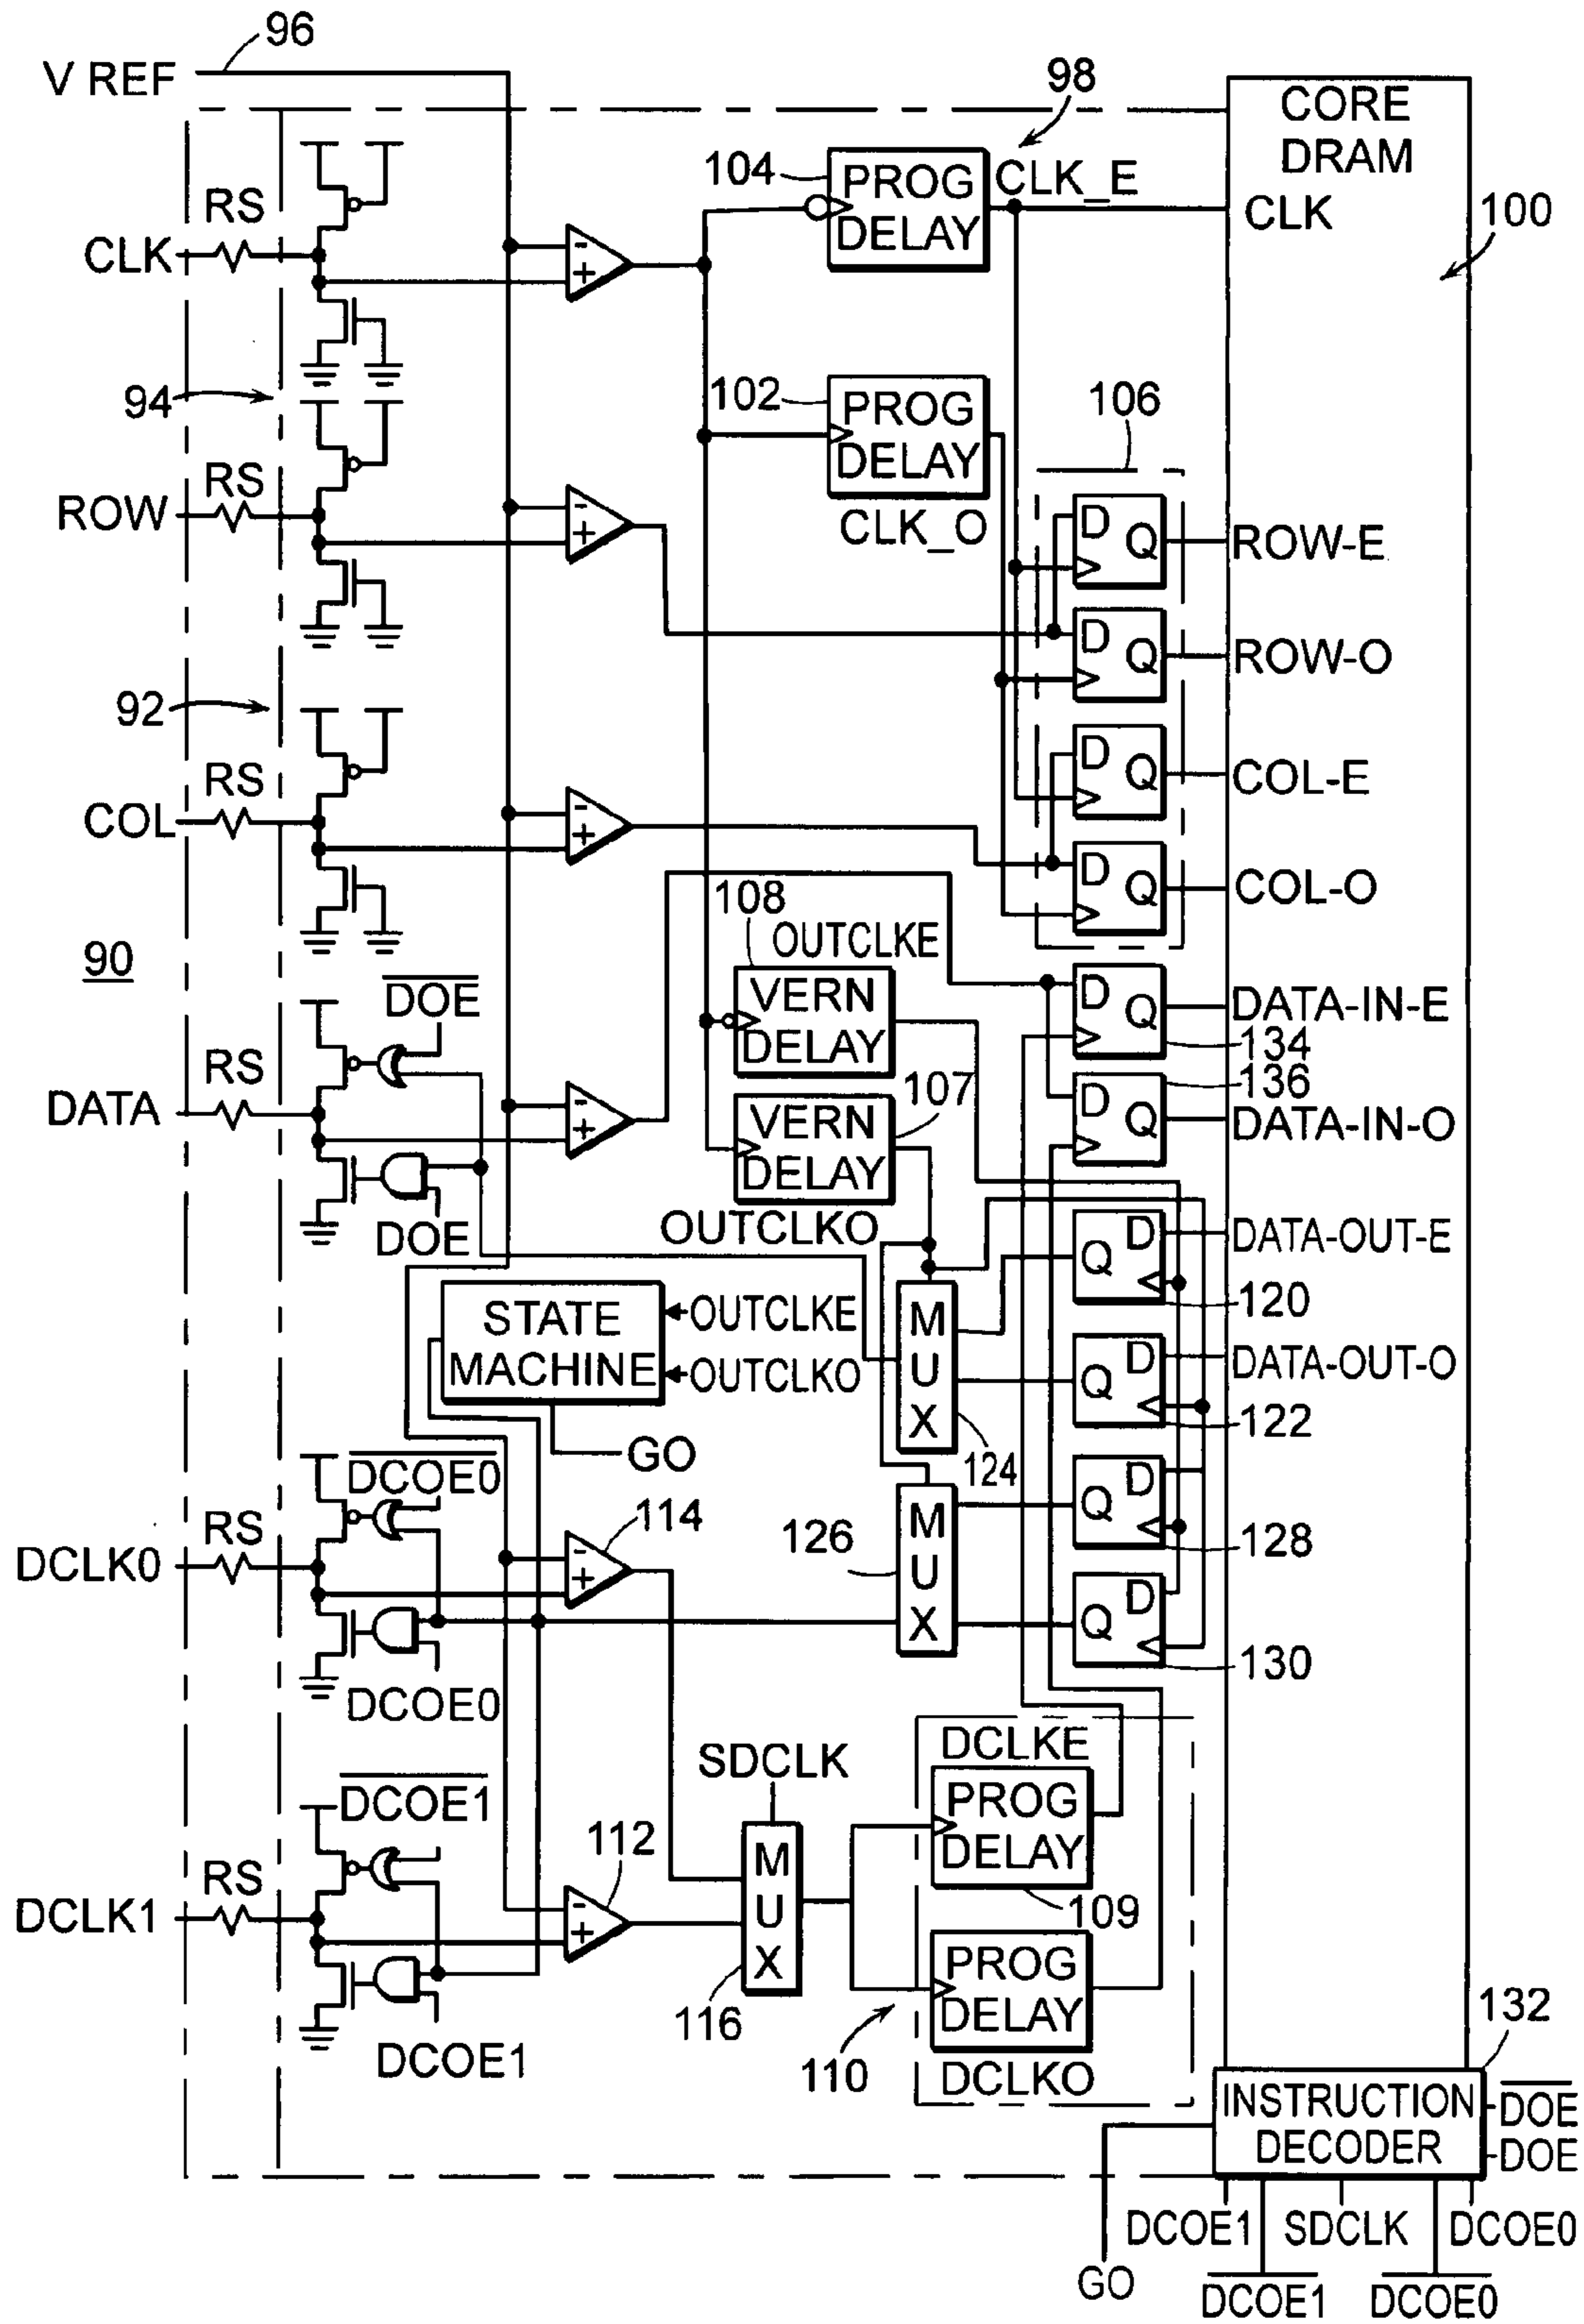 96
V REF
98
CORE
DRAM
104
PROG
DELAY
CLK_E
CLK
100
RS
CLK
-
+
94
102
PROG
DELAY
CLK_O
106
RS
ROW
-
+
D
Q
ROW-E
D
Q
ROW-O
92
RS
COL
-
+
D
Q
COL-E
D
Q
COL-O
108
OUTCLKE
90
DOE
VERN
DELAY
D
Q
DATA-IN-E
134
RS
DATA
-
+
107
VERN
DELAY
136
D
Q
DATA-IN-O
DOE
OUTCLKO
D
Q
DATA-OUT-E
120
STATE
MACHINE
OUTCLKE
OUTCLKO
M
U
X
D
Q
DATA-OUT-O
122
GO
124
DCOE0
RS
DCLK0
114
-
+
126
M
U
X
D
Q
128
D
Q
130
DCOE0
DCOE1
SDCLK
DCLKE
PROG
DELAY
109
RS
DCLK1
112
-
+
M
U
X
116
110
PROG
DELAY
DCLKO
DCOE1
132
INSTRUCTION
DECODER
DOE
DOE
DCOE1
SDCLK
DCOE0
GO
DCOE1
DCOE0